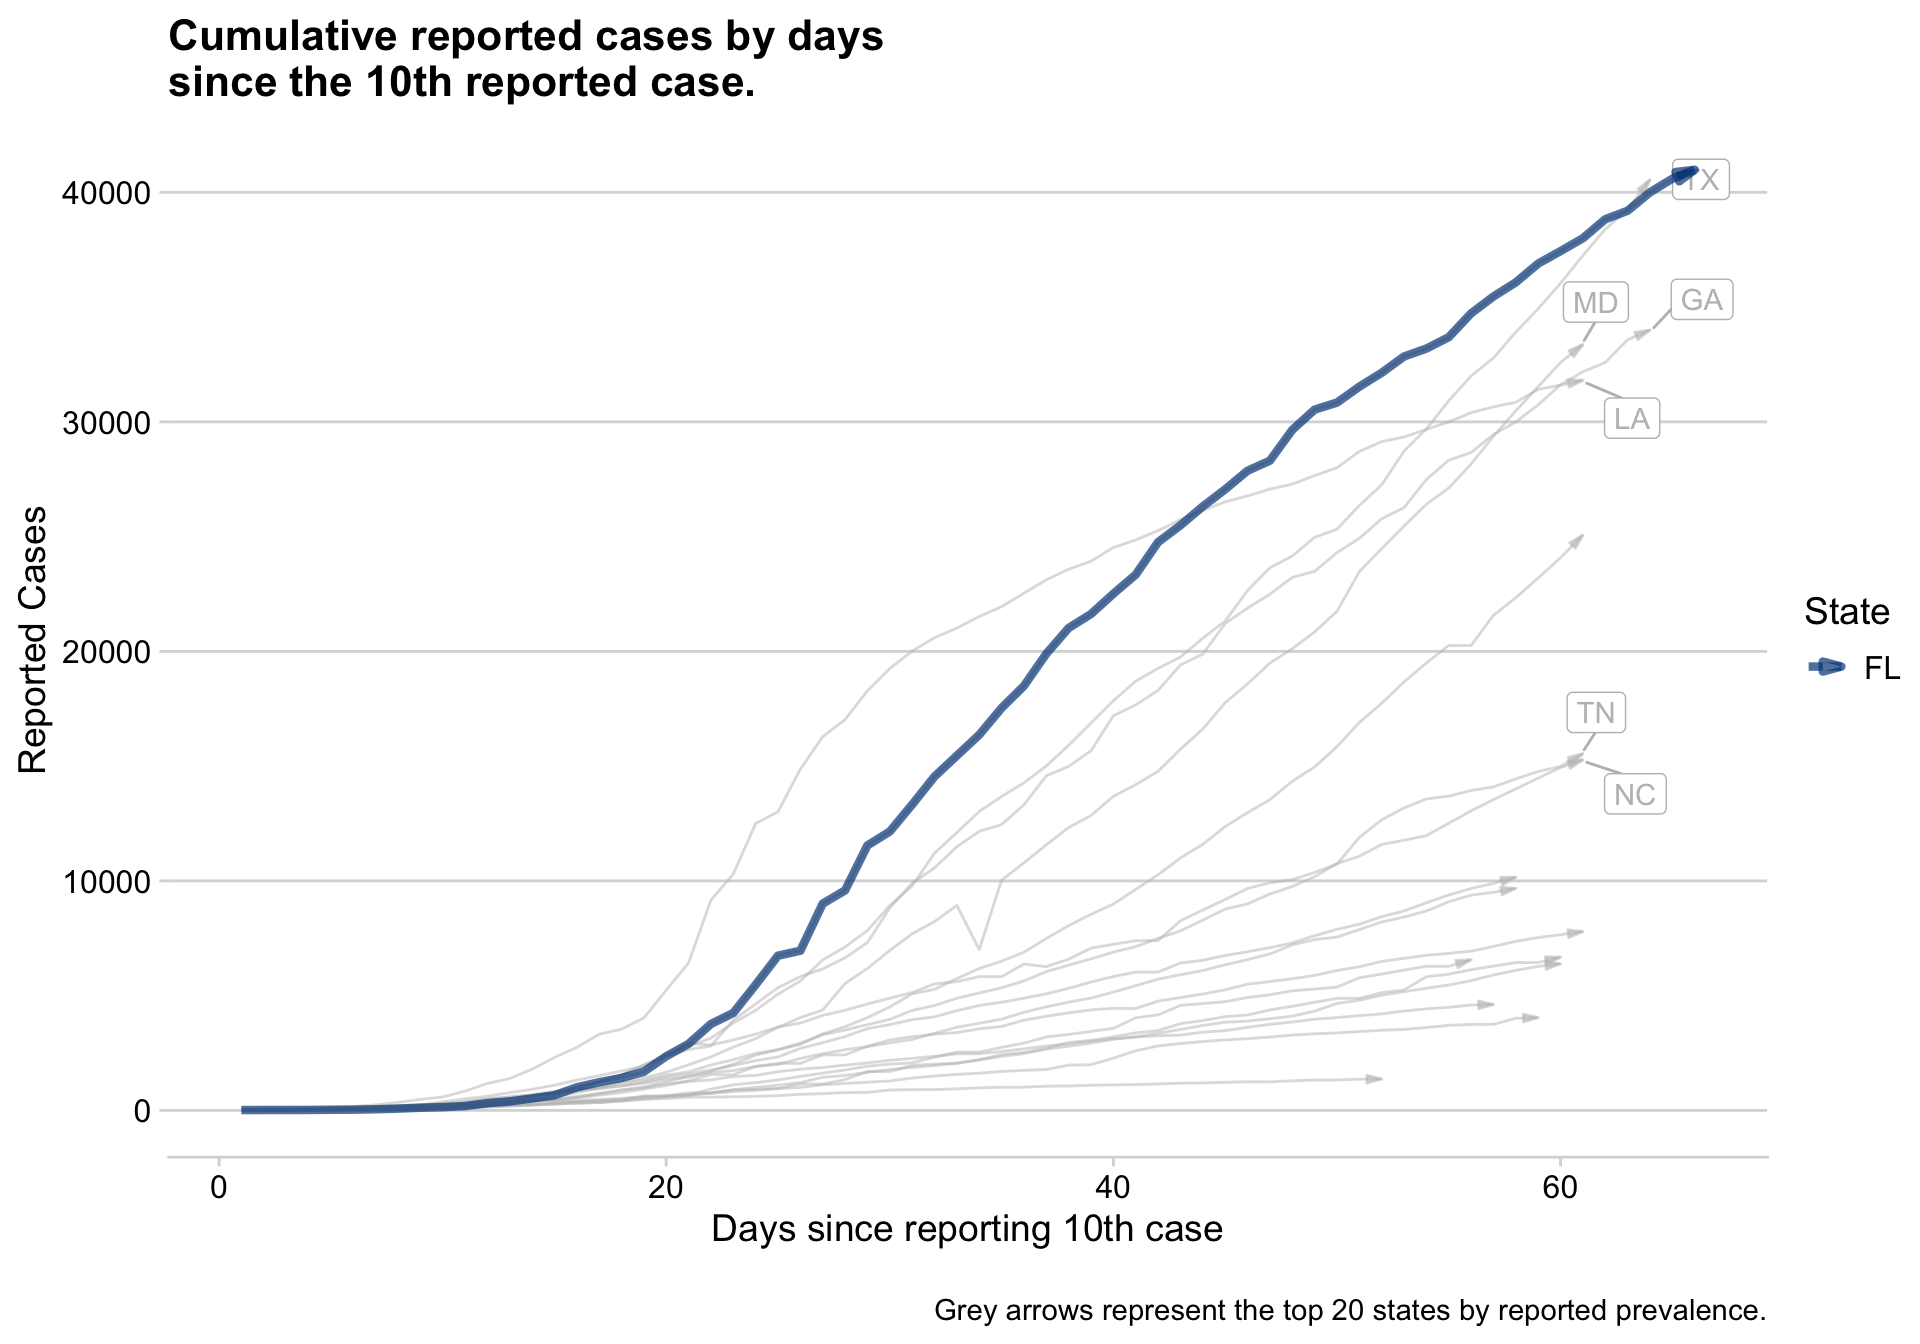 Cumulative reported cases by days
since the 10th reported case.
40000
30000
20000
10000
0
Reported Cases
TX
MD
GA
LA
TN
NC
State
FL
0
20
40
60
Days since reporting 10th case
Grey arrows represent the top 20 states by reported prevalence.